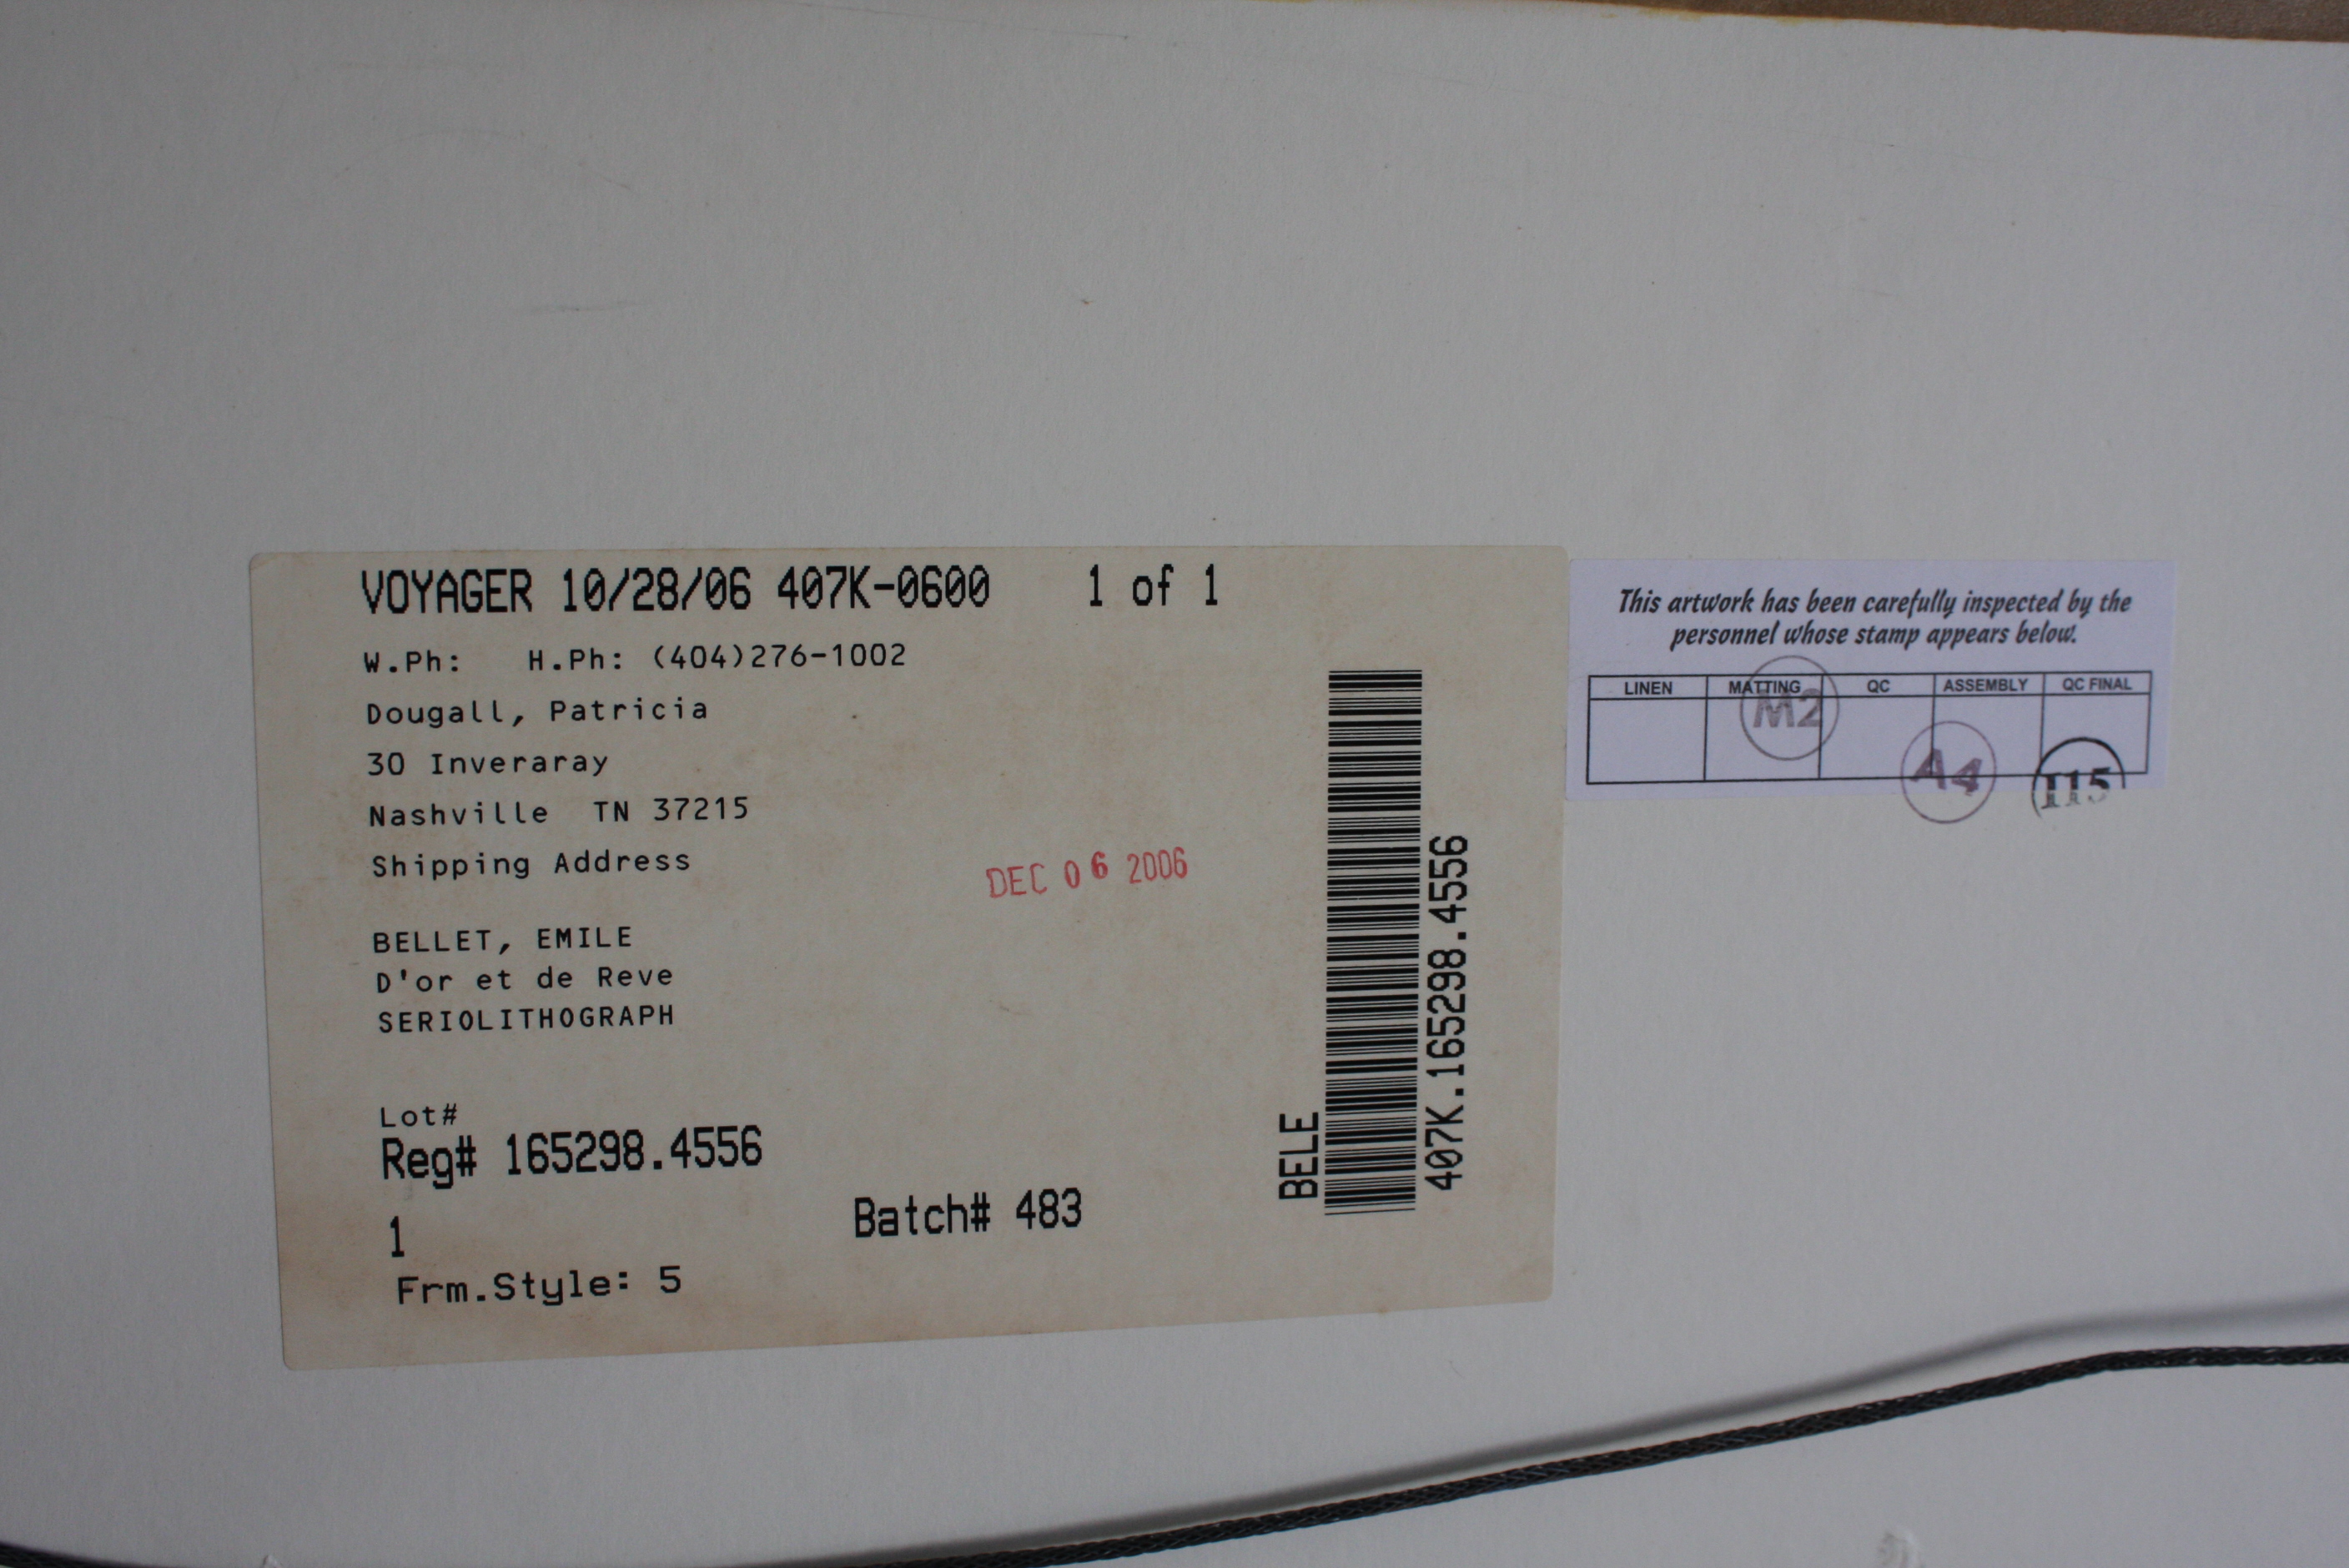 VOYAGER 10/28/06 407K-0600 1 of 1
W.Ph: H.Ph: (404)276-1002
Dougall, Patricia
30 Inveraray
Nashville TN 37215
Shipping Address
DEC 06 2006
BELLET, EMILE
D'or et de Reve
SERIOLITHOGRAPH
Lot#
Reg# 165298.4556
1
Batch# 483
Frm.Style: 5
BELE
407K.165298.4556
This artwork has been carefully inspected by the
personnel whose stamp appears below.
LINEN MATTING QC ASSEMBLY QC FINAL
M2
A4
I15